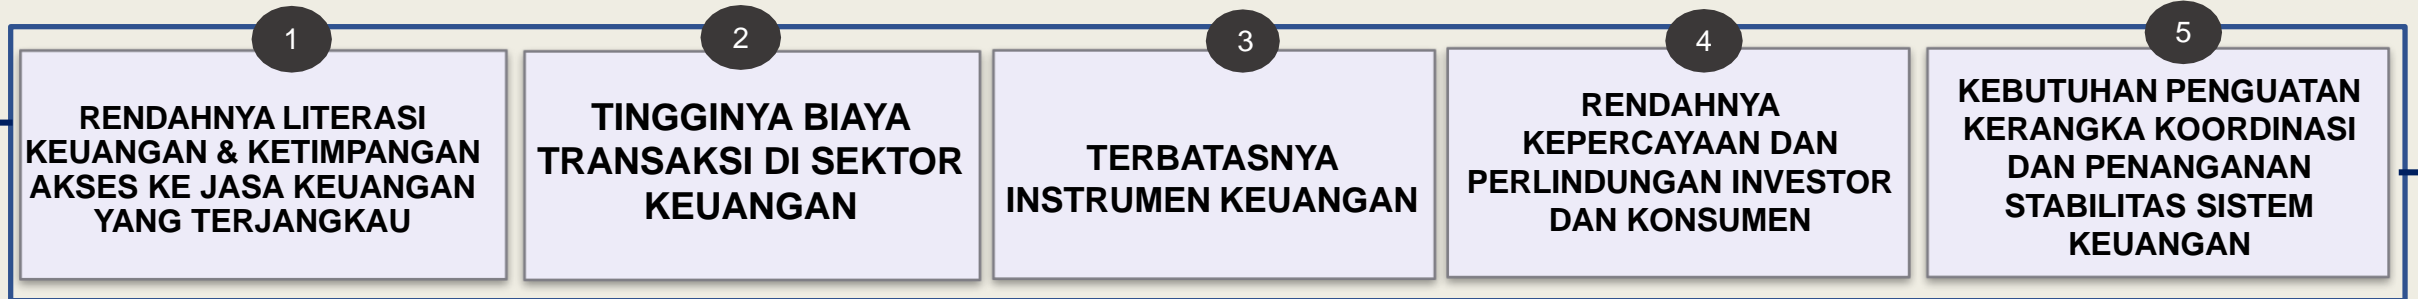 1
RENDAHNYA LITERASI
KEUANGAN & KETIMPANGAN
AKSES KE JASA KEUANGAN
YANG TERJANGKAU
2
TINGGINYA BIAYA
TRANSAKSI DI SEKTOR
KEUANGAN
3
TERBATASNYA
INSTRUMEN KEUANGAN
4
RENDAHNYA
KEPERCAYAAN DAN
PERLINDUNGAN INVESTOR
DAN KONSUMEN
5
KEBUTUHAN PENGUATAN
KERANGKA KOORDINASI
DAN PENANGANAN
STABILITAS SISTEM
KEUANGAN